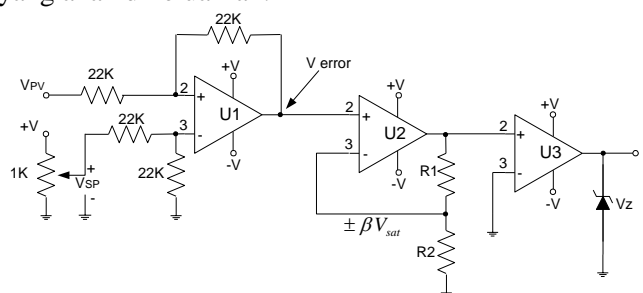 yang
22K
V error
+V
22K
2
+
U1
VPV
+V
22K
3
-
-V
+V
1K
+
VSP
-
22K
2
+
U2
3
-
-V
R1
± βVsat
R2
+V
2
+
U3
3
-
-V
Vz